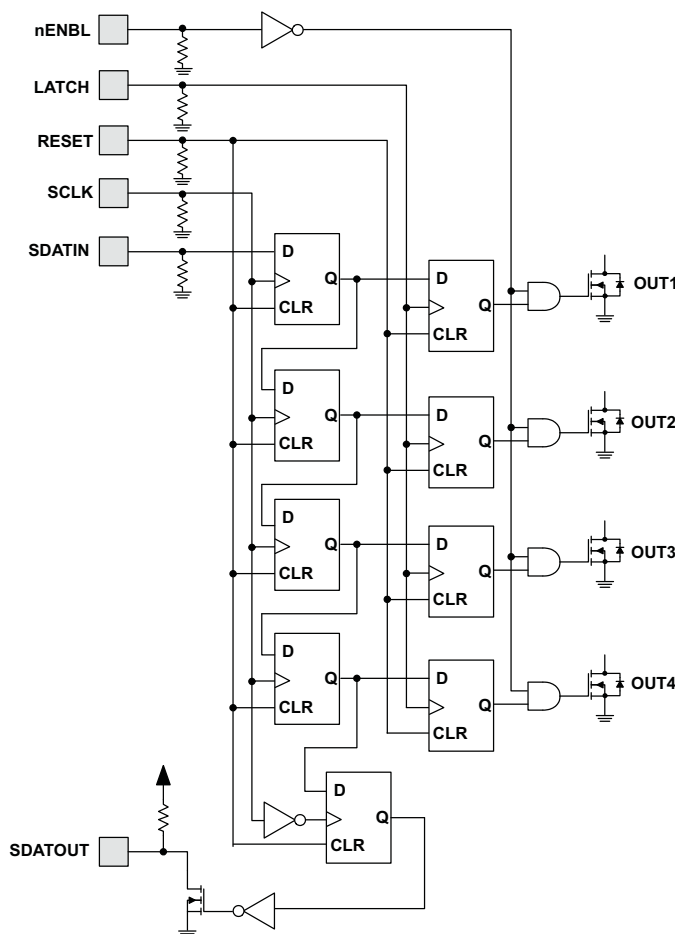 nENBL
LATCH
RESET
SCLK
SDATIN
D
Q
CLR
D
Q
CLR
OUT1
D
Q
CLR
D
Q
CLR
OUT2
D
Q
CLR
D
Q
CLR
OUT3
D
Q
CLR
D
Q
CLR
OUT4
D
Q
CLR
SDATOUT